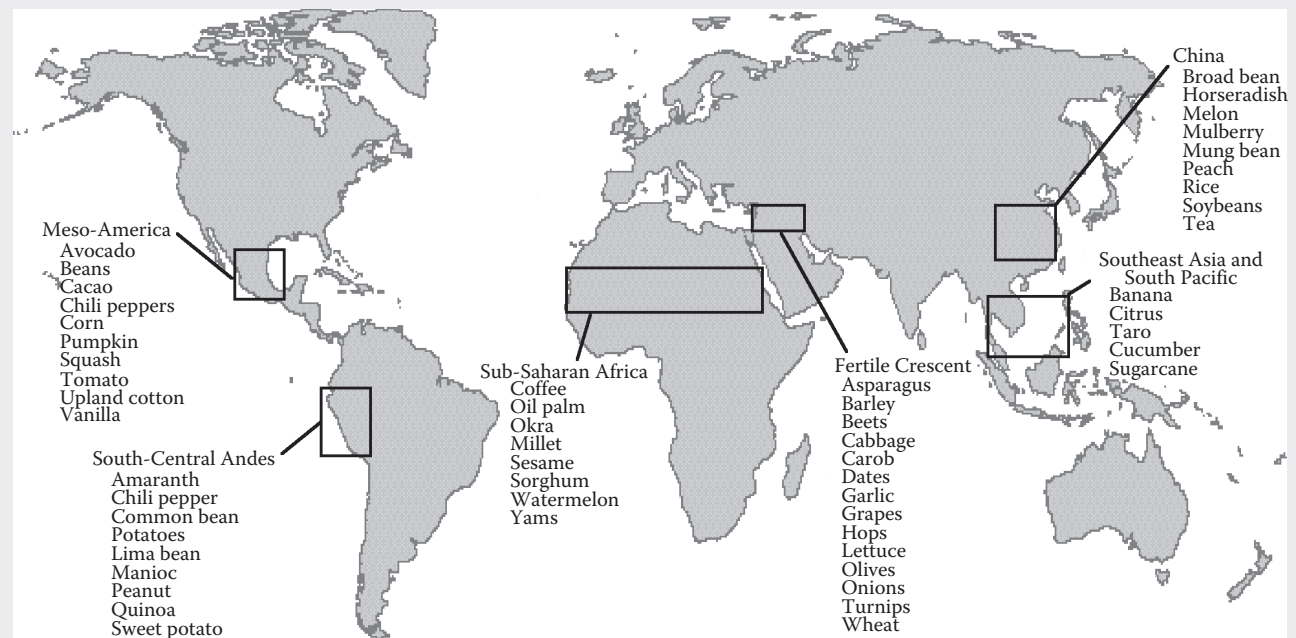 Meso-America
Avocado
Beans
Cacao
Chili peppers
Corn
Pumpkin
Squash
Tomato
Upland cotton
Vanilla
South-Central Andes
Amaranth
Chili pepper
Common bean
Potatoes
Lima bean
Manioc
Peanut
Quinoa
Sweet potato
Sub-Saharan Africa
Coffee
Oil palm
Okra
Millet
Sesame
Sorghum
Watermelon
Yams
Fertile Crescent
Asparagus
Barley
Beets
Cabbage
Carob
Dates
Garlic
Grapes
Hops
Lettuce
Olives
Onions
Turnips
Wheat
China
Broad bean
Horseradish
Melon
Mulberry
Mung bean
Peach
Rice
Soybeans
Tea
Southeast Asia and
South Pacific
Banana
Citrus
Taro
Cucumber
Sugarcane